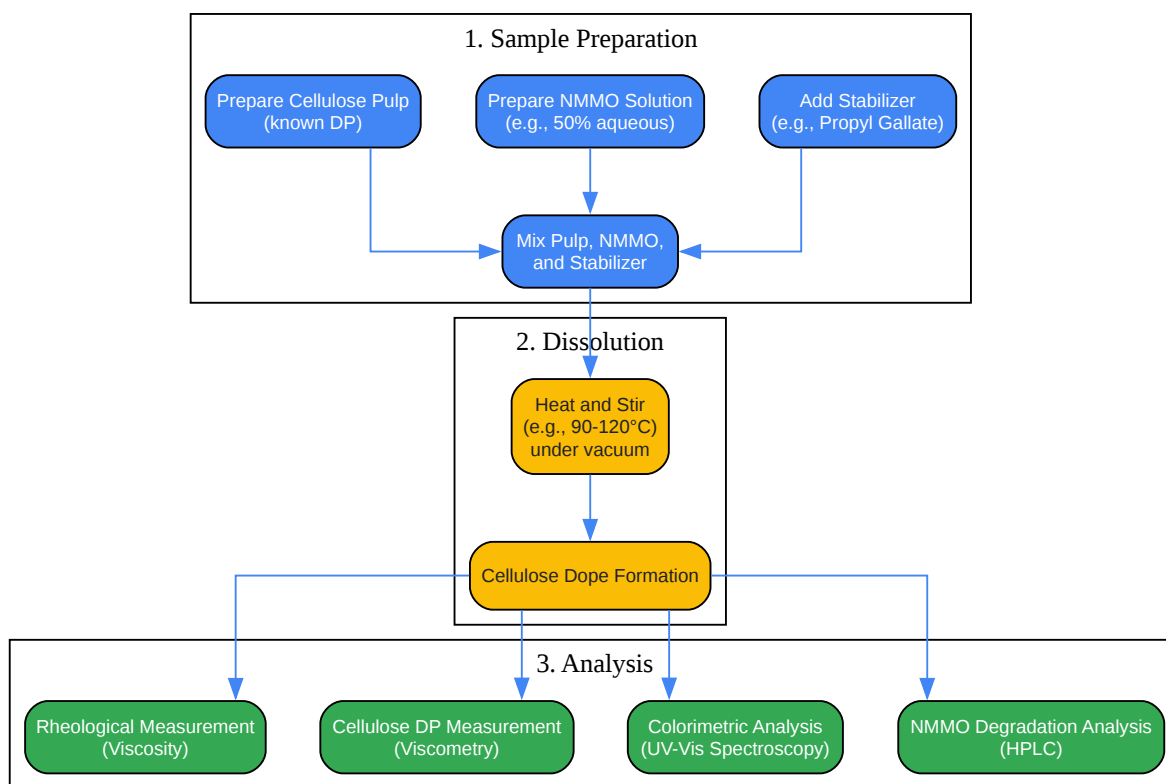 1. Sample Preparation
Prepare Cellulose Pulp
(known DP)
Prepare NMMO Solution
(e.g., 50% aqueous)
Add Stabilizer
(e.g., Propyl Gallate)
Mix Pulp, NMMO,
and Stabilizer
2. Dissolution
Heat and Stir
(e.g., 90-120°C)
under vacuum
Cellulose Dope Formation
3. Analysis
Rheological Measurement
(Viscosity)
Cellulose DP Measurement
(Viscometry)
Colorimetric Analysis
(UV-Vis Spectroscopy)
NMMO Degradation Analysis
(HPLC)